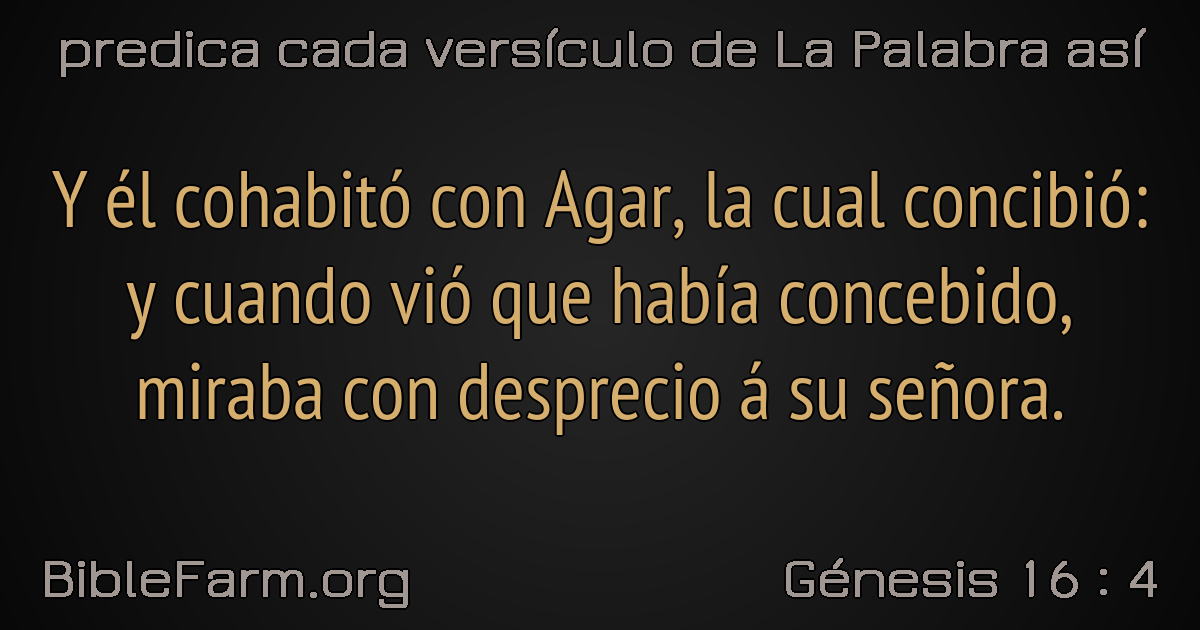 predica cada versículo de La Palabra así
Y él cohabitó con Agar, la cual concibió:
y cuando vió que había concebido,
miraba con desprecio á su señora.
BibleFarm.org
Génesis 16 : 4